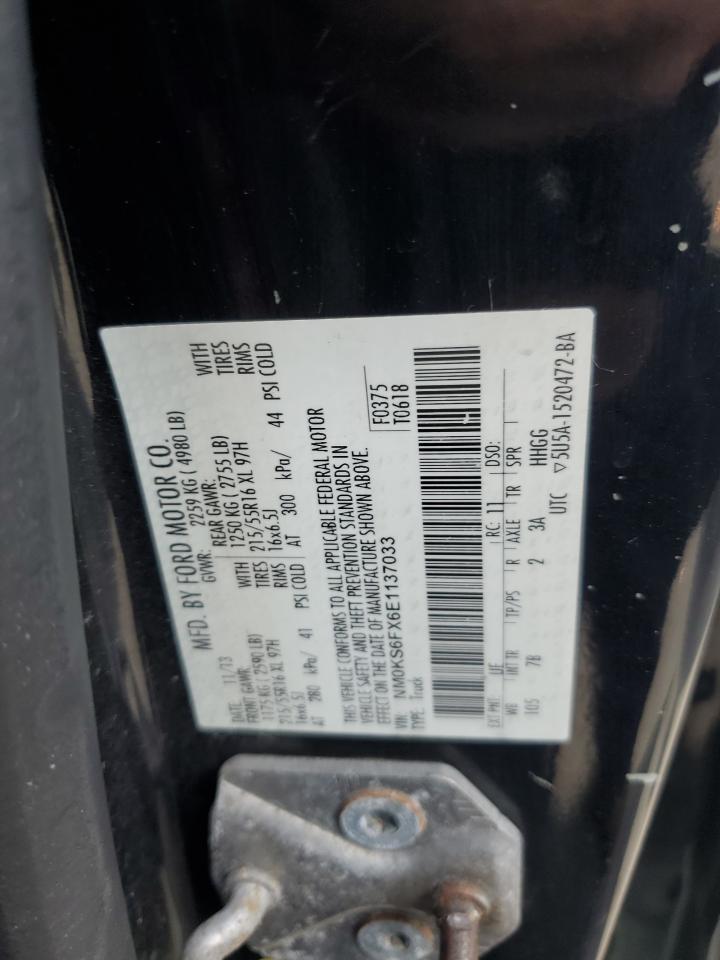 MFD. BY FORD MOTOR CO.
DATE: 11/13 GVWR: 2259 KG ( 4980 LB)
FRONT GAWR: REAR GAWR:
1175 KG ( 2590 LB) WITH 1250 KG ( 2755 LB) WITH
215/55R16 XL 97H TIRES 215/55R16 XL 97H TIRES
16x6.5J RIMS 16x6.5J RIMS
AT 280 kPa/ 41 PSI COLD AT 300 kPa/ 44 PSI COLD
THIS VEHICLE CONFORMS TO ALL APPLICABLE FEDERAL MOTOR
VEHICLE SAFETY AND THEFT PREVENTION STANDARDS IN
EFFECT ON THE DATE OF MANUFACTURE SHOWN ABOVE.
VIN: NM0KS6FX6E1137033 F0375
TYPE: Truck T0618
EXT PNT: UF RC: 11 DSO:
WB INT TR TP/PS R AXLE TR SPR
105 7B 2 3A HHGG
UTC ▽5U5A-1520472-BA